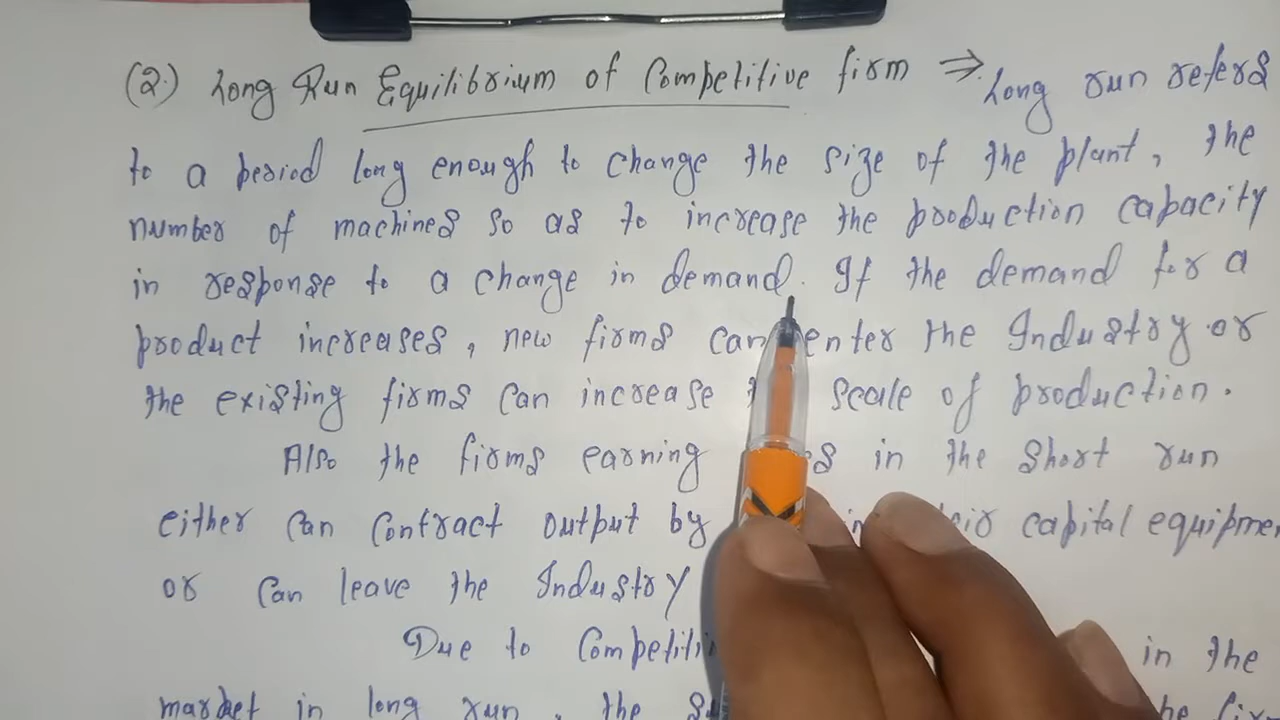 (2.) Long Run Equilibrium of Competitive firm ⇒ Long run refers
to a period long enough to change the size of the plant, the
number of machines so as to increase the production capacity
in response to a change in demand. If the demand for a
product increases, new firms can enter the Industry or
the existing firms can increase scale of production.
Also the firms earning in the short run
either can contract output by capital equipmen
or can leave the Industry
Due to Competiti in the
market in long run, the